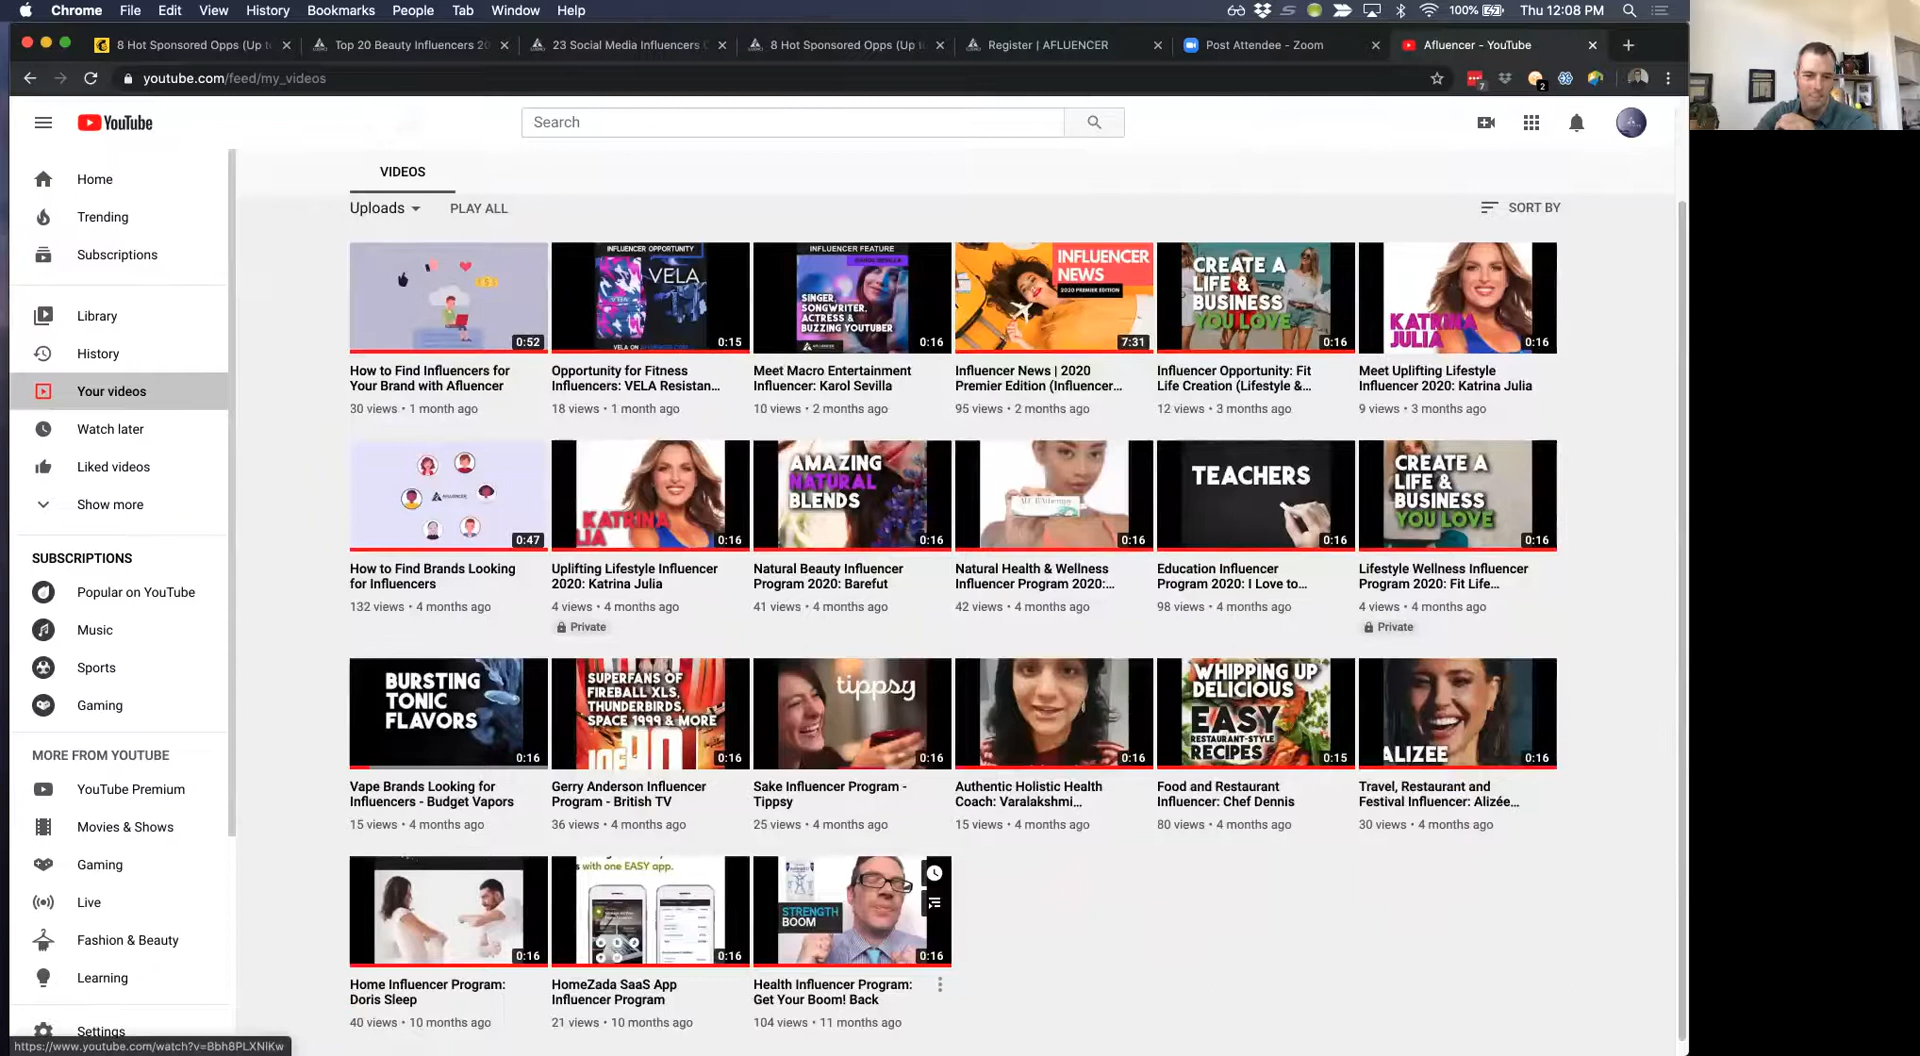 Chrome File Edit View History Bookmarks People Tab Window Help 100% Thu 12:08 PM
8 Hot Sponsored Opps (Up t Top 20 Beauty Influencers 20 23 Social Media Influencers 8 Hot Sponsored Opps (Up t Register | AFLUENCER Post Attendee - Zoom Afluencer - YouTube
youtube.com/feed/my_videos 7 2
YouTube Search
VIDEOS
Uploads PLAY ALL SORT BY
Home
Trending
Subscriptions
Library
History
Your videos
Watch later
Liked videos
Show more
SUBSCRIPTIONS
Popular on YouTube
Music
Sports
Gaming
MORE FROM YOUTUBE
YouTube Premium
Movies & Shows
Gaming
Live
Fashion & Beauty
Learning
Settings
https://www.youtube.com/watch?v=Bbh8PLXNlKw
0:52
How to Find Influencers for
Your Brand with Afluencer
30 views • 1 month ago
INFLUENCER OPPORTUNITY
VELA
0:15
Opportunity for Fitness
Influencers: VELA Resistan...
18 views • 1 month ago
INFLUENCER FEATURE
KAROL SEVILLA
SINGER,
SONGWRITER,
ACTRESS &
BUZZING YOUTUBER
AFLUENCER
0:16
Meet Macro Entertainment
Influencer: Karol Sevilla
10 views • 2 months ago
INFLUENCER
NEWS
2020 PREMIER EDITION
7:31
Influencer News | 2020
Premier Edition (Influencer...
95 views • 2 months ago
CREATE A
LIFE &
BUSINESS
YOU LOVE
0:16
Influencer Opportunity: Fit
Life Creation (Lifestyle &...
12 views • 3 months ago
KATRINA
JULIA
0:16
Meet Uplifting Lifestyle
Influencer 2020: Katrina Julia
9 views • 3 months ago
AFLUENCER
0:47
How to Find Brands Looking
for Influencers
132 views • 4 months ago
KATRINA
LIA
0:16
Uplifting Lifestyle Influencer
2020: Katrina Julia
4 views • 4 months ago
Private
AMAZING
NATURAL
BLENDS
0:16
Natural Beauty Influencer
Program 2020: Barefut
41 views • 4 months ago
0:16
Natural Health & Wellness
Influencer Program 2020:...
42 views • 4 months ago
TEACHERS
0:16
Education Influencer
Program 2020: I Love to...
98 views • 4 months ago
CREATE A
LIFE &
BUSINESS
YOU LOVE
0:16
Lifestyle Wellness Influencer
Program 2020: Fit Life...
4 views • 4 months ago
Private
BURSTING
TONIC
FLAVORS
0:16
Vape Brands Looking for
Influencers - Budget Vapors
15 views • 4 months ago
SUPERFANS OF
FIREBALL XL5,
THUNDERBIRDS,
SPACE 1999 & MORE
0:16
Gerry Anderson Influencer
Program - British TV
36 views • 4 months ago
tippsy
0:16
Sake Influencer Program -
Tippsy
25 views • 4 months ago
0:16
Authentic Holistic Health
Coach: Varalakshmi...
15 views • 4 months ago
WHIPPING UP
DELICIOUS
EASY
RESTAURANT-STYLE
RECIPES
0:15
Food and Restaurant
Influencer: Chef Dennis
80 views • 4 months ago
ALIZEE
0:16
Travel, Restaurant and
Festival Influencer: Alizée...
30 views • 4 months ago
0:16
Home Influencer Program:
Doris Sleep
40 views • 10 months ago
with one EASY app.
0:16
HomeZada SaaS App
Influencer Program
21 views • 10 months ago
STRENGTH
BOOM
0:16
Health Influencer Program:
Get Your Boom! Back
104 views • 11 months ago